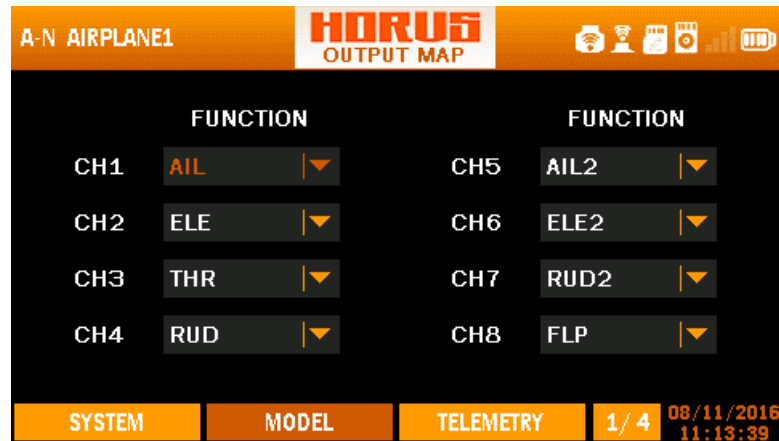 A-N AIRPLANE1
HORUS
OUTPUT MAP
FUNCTION FUNCTION
CH1 AIL CH5 AIL2
CH2 ELE CH6 ELE2
CH3 THR CH7 RUD2
CH4 RUD CH8 FLP
SYSTEM MODEL TELEMETRY 1/4 08/11/2016
11:13:39